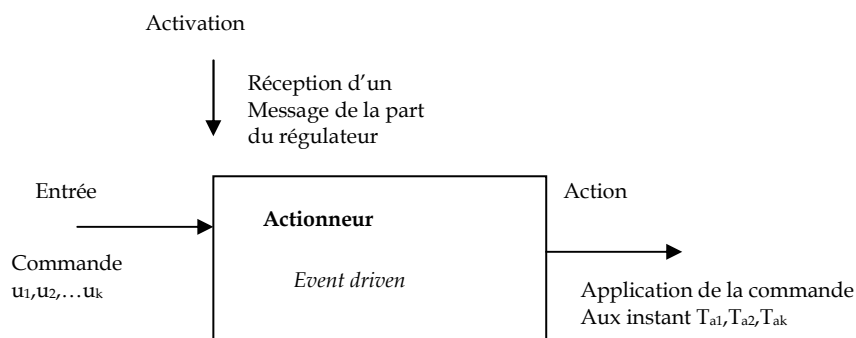 Activation
Réception d'un
Message de la part
du régulateur
Entrée
Action
Actionneur
Commande
u1,u2,…uk
Event driven
Application de la commande
Aux instant Ta1,Ta2,Tak